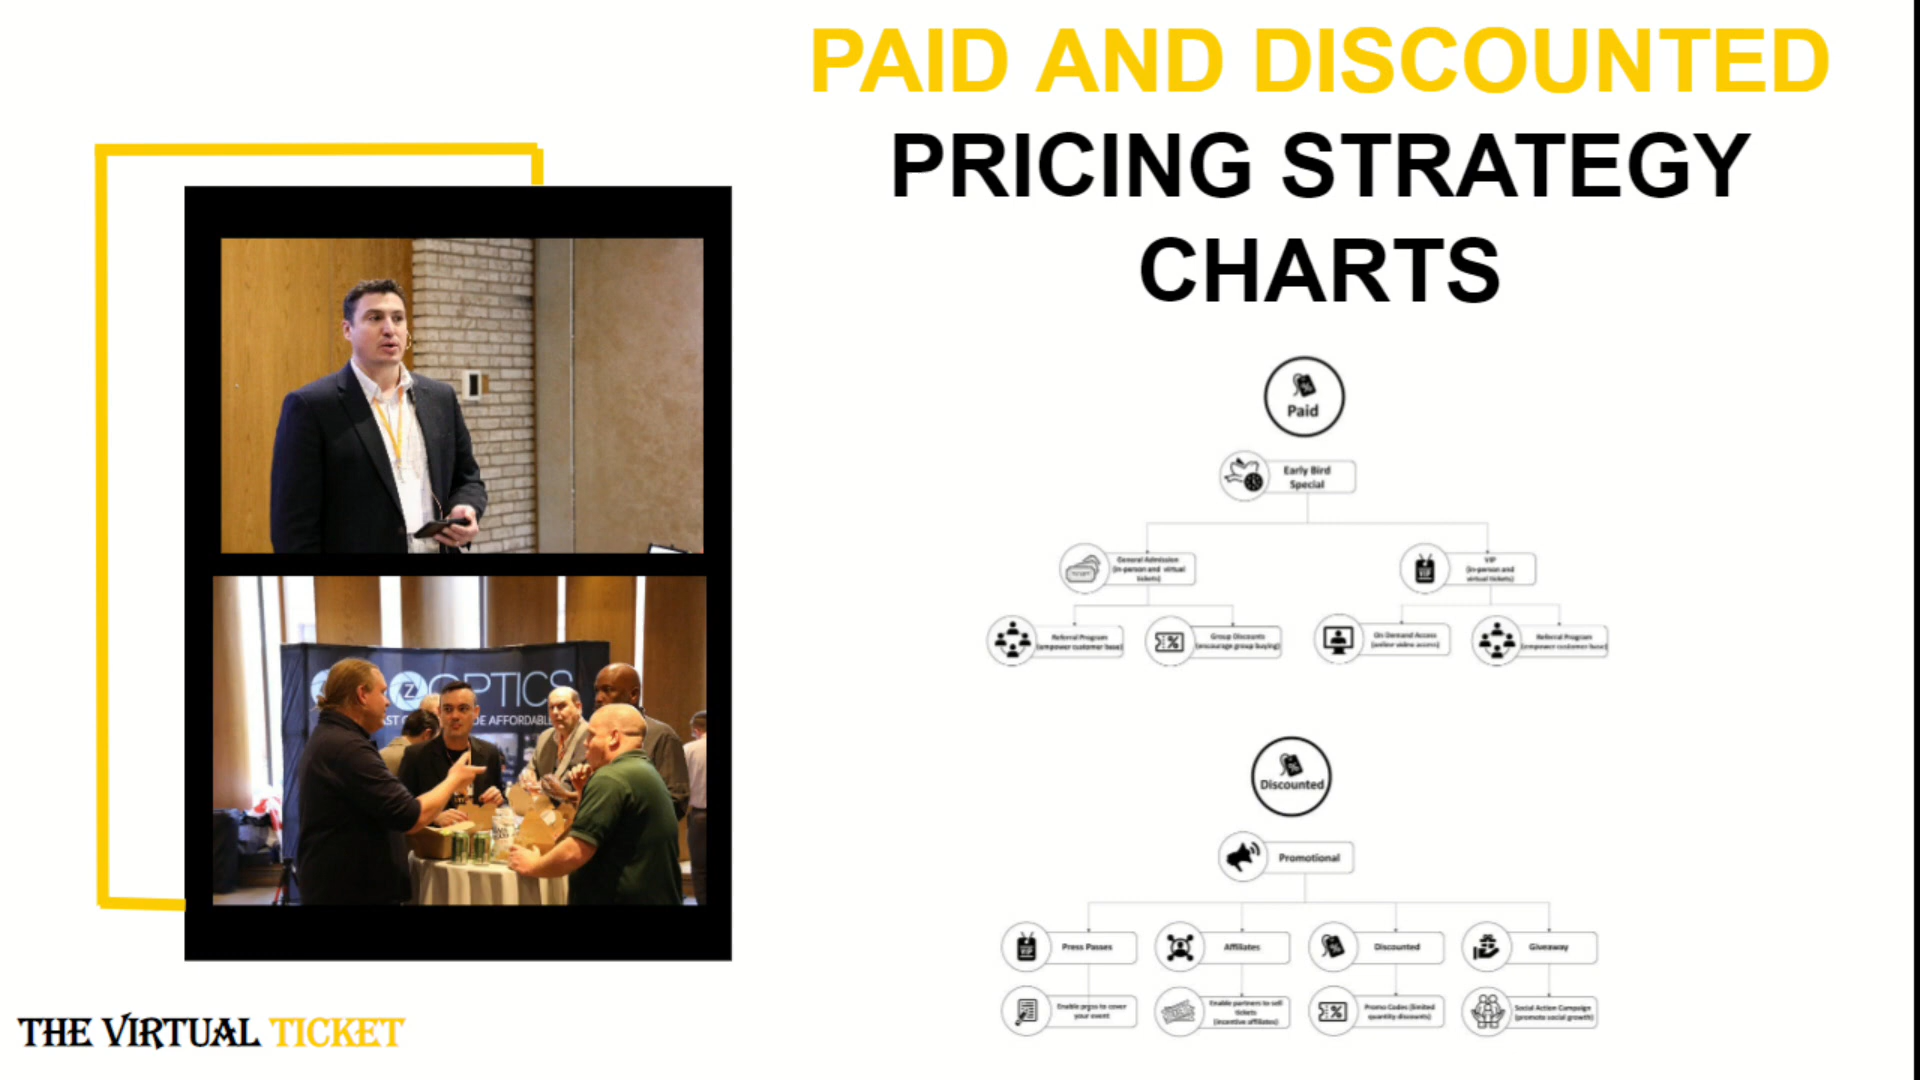 PAID AND DISCOUNTED
PRICING STRATEGY
CHARTS
OPTICS
AFFORDABLE
Paid
Early Bird
Special
General Admission
(in-person and virtual
tickets)
VIP
(in-person and
virtual tickets)
Referral Program
(empower customer base)
Group Discounts
(encourage group buying)
On Demand Access
(online video access)
Referral Program
(empower customer base)
Discounted
Promotional
Press Passes
Affiliates
Discounted
Giveaway
Enable press to cover
your event
Enable partners to sell
tickets
(incentive affiliates)
Promo Codes (limited
quantity discounts)
Social Action Campaign
(promote social growth)
THE VIRTUAL TICKET